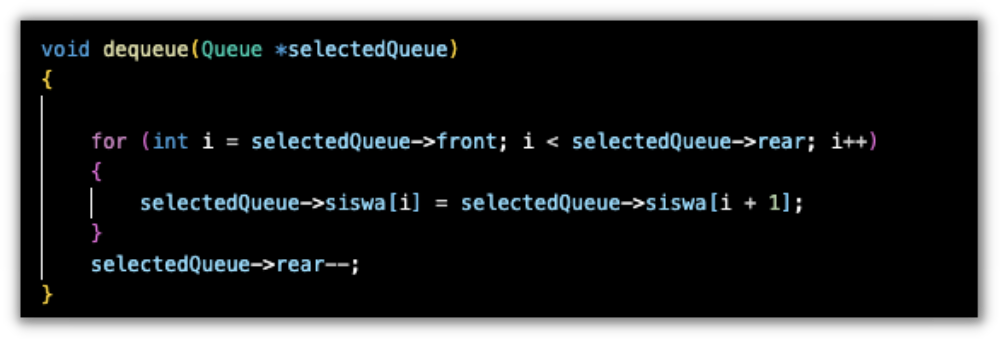 void dequeue(Queue *selectedQueue)
{
for (int i = selectedQueue->front; i < selectedQueue->rear; i++)
{
selectedQueue->siswa[i] = selectedQueue->siswa[i + 1];
}
selectedQueue->rear--;
}